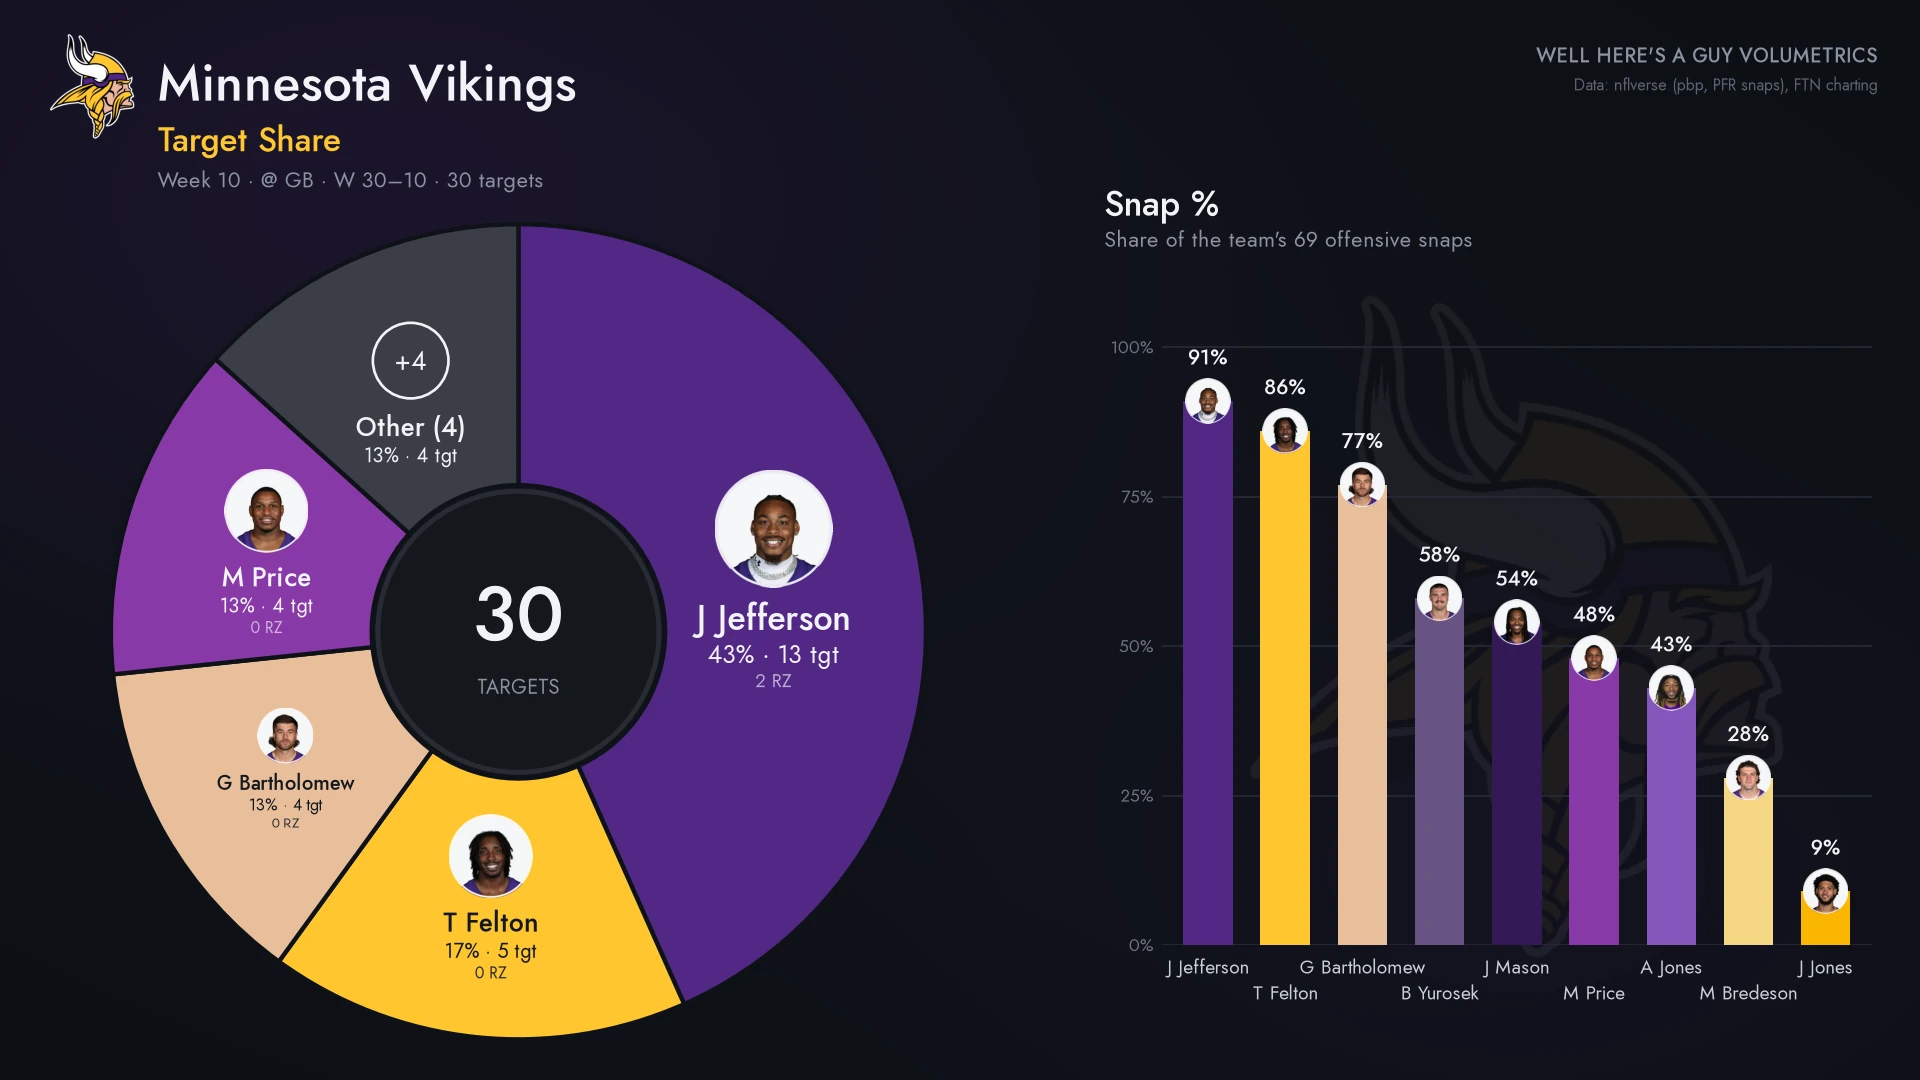 Minnesota Vikings
Target Share
Week 10 · @ GB · W 30–10 · 30 targets
WELL HERE'S A GUY VOLUMETRICS
Data: nflverse (pbp, PFR snaps), FTN charting
+4
Other (4)
13% · 4 tgt
M Price
13% · 4 tgt
0 RZ
J Jefferson
43% · 13 tgt
2 RZ
30
TARGETS
G Bartholomew
13% · 4 tgt
0 RZ
T Felton
17% · 5 tgt
0 RZ
Snap %
Share of the team's 69 offensive snaps
100%
75%
50%
25%
0%
91%
86%
77%
58%
54%
48%
43%
28%
9%
J Jefferson
T Felton
G Bartholomew
B Yurosek
J Mason
M Price
A Jones
M Bredeson
J Jones